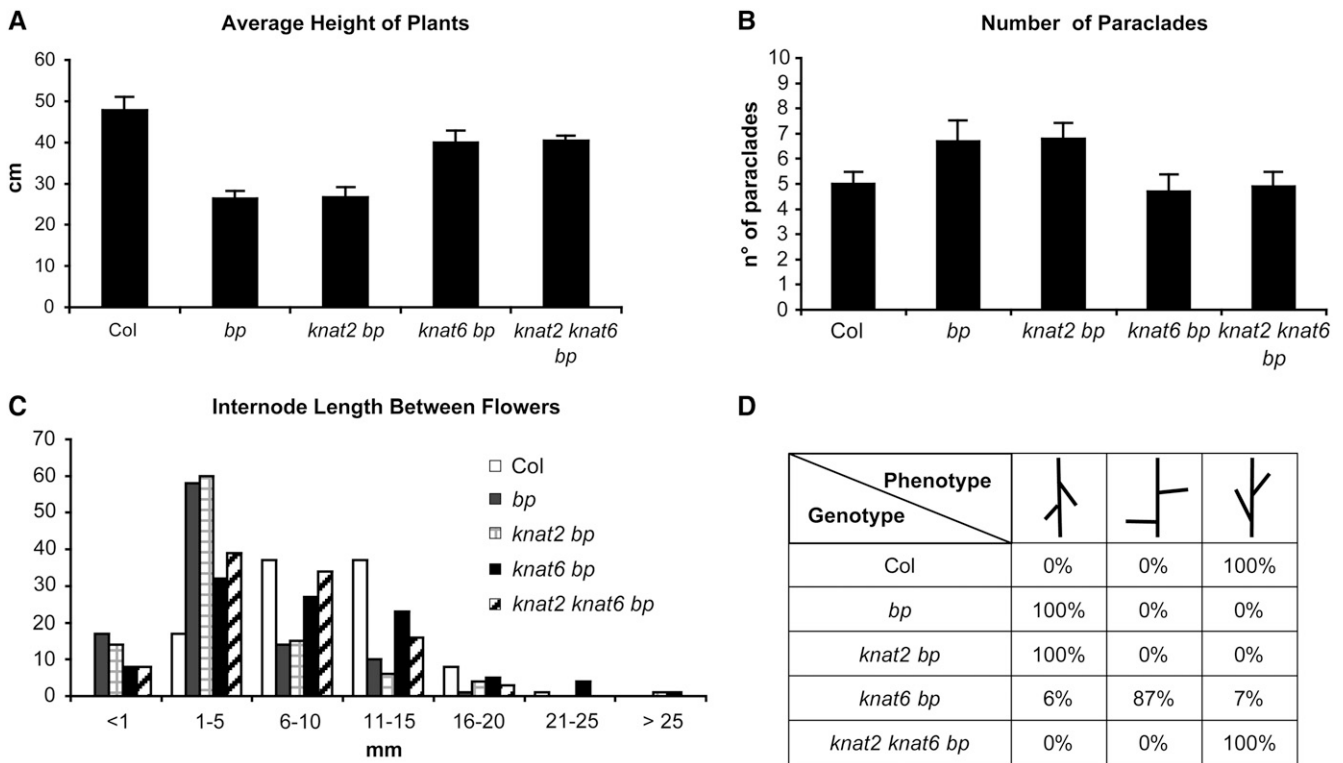 A
Average Height of Plants
60
50
40
30
20
10
0
cm
Col
bp
knat2 bp
knat6 bp
knat2 knat6
bp
B
Number of Paraclades
10
9
8
7
6
5
4
3
2
1
0
n° of paraclades
Col
bp
knat2 bp
knat6 bp
knat2 knat6
bp
C
Internode Length Between Flowers
70
60
50
40
30
20
10
0
Col
bp
knat2 bp
knat6 bp
knat2 knat6 bp
<1
1-5
6-10
11-15
16-20
21-25
> 25
mm
D
Phenotype
Genotype
Col 0% 0% 100%
bp 100% 0% 0%
knat2 bp 100% 0% 0%
knat6 bp 6% 87% 7%
knat2 knat6 bp 0% 0% 100%